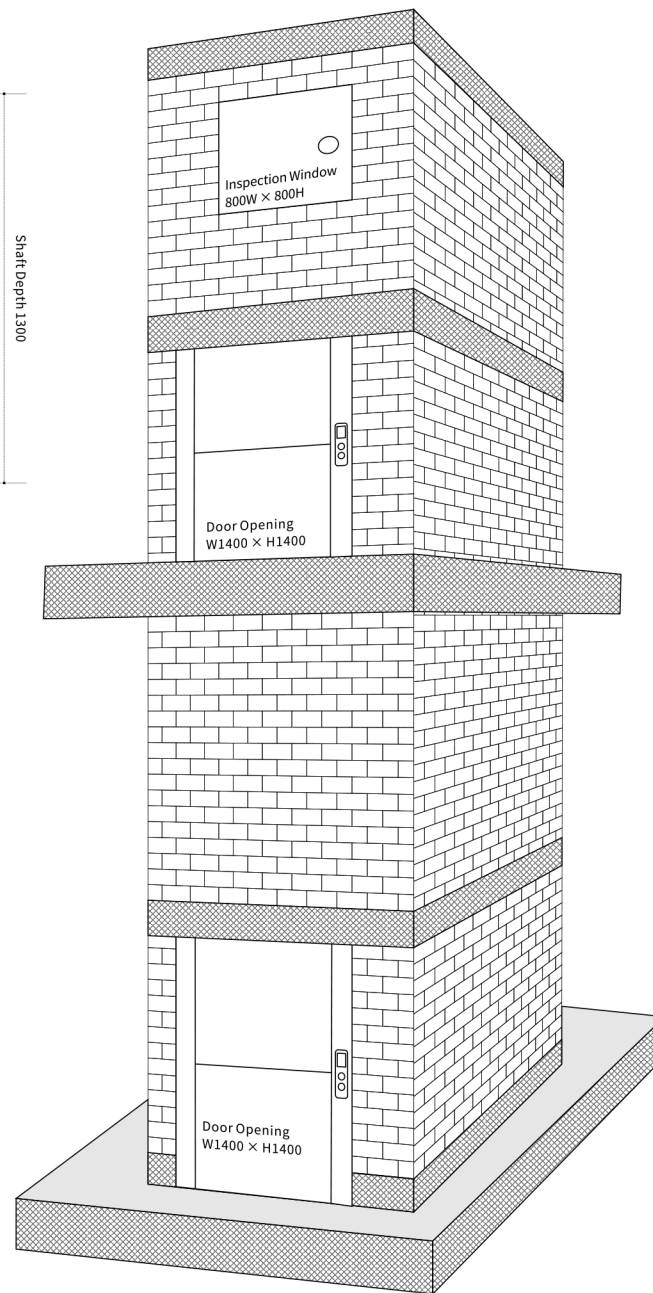 Inspection Window
800W × 800H
Shaft Depth 1300
Door Opening
W1400 × H1400
Door Opening
W1400 × H1400